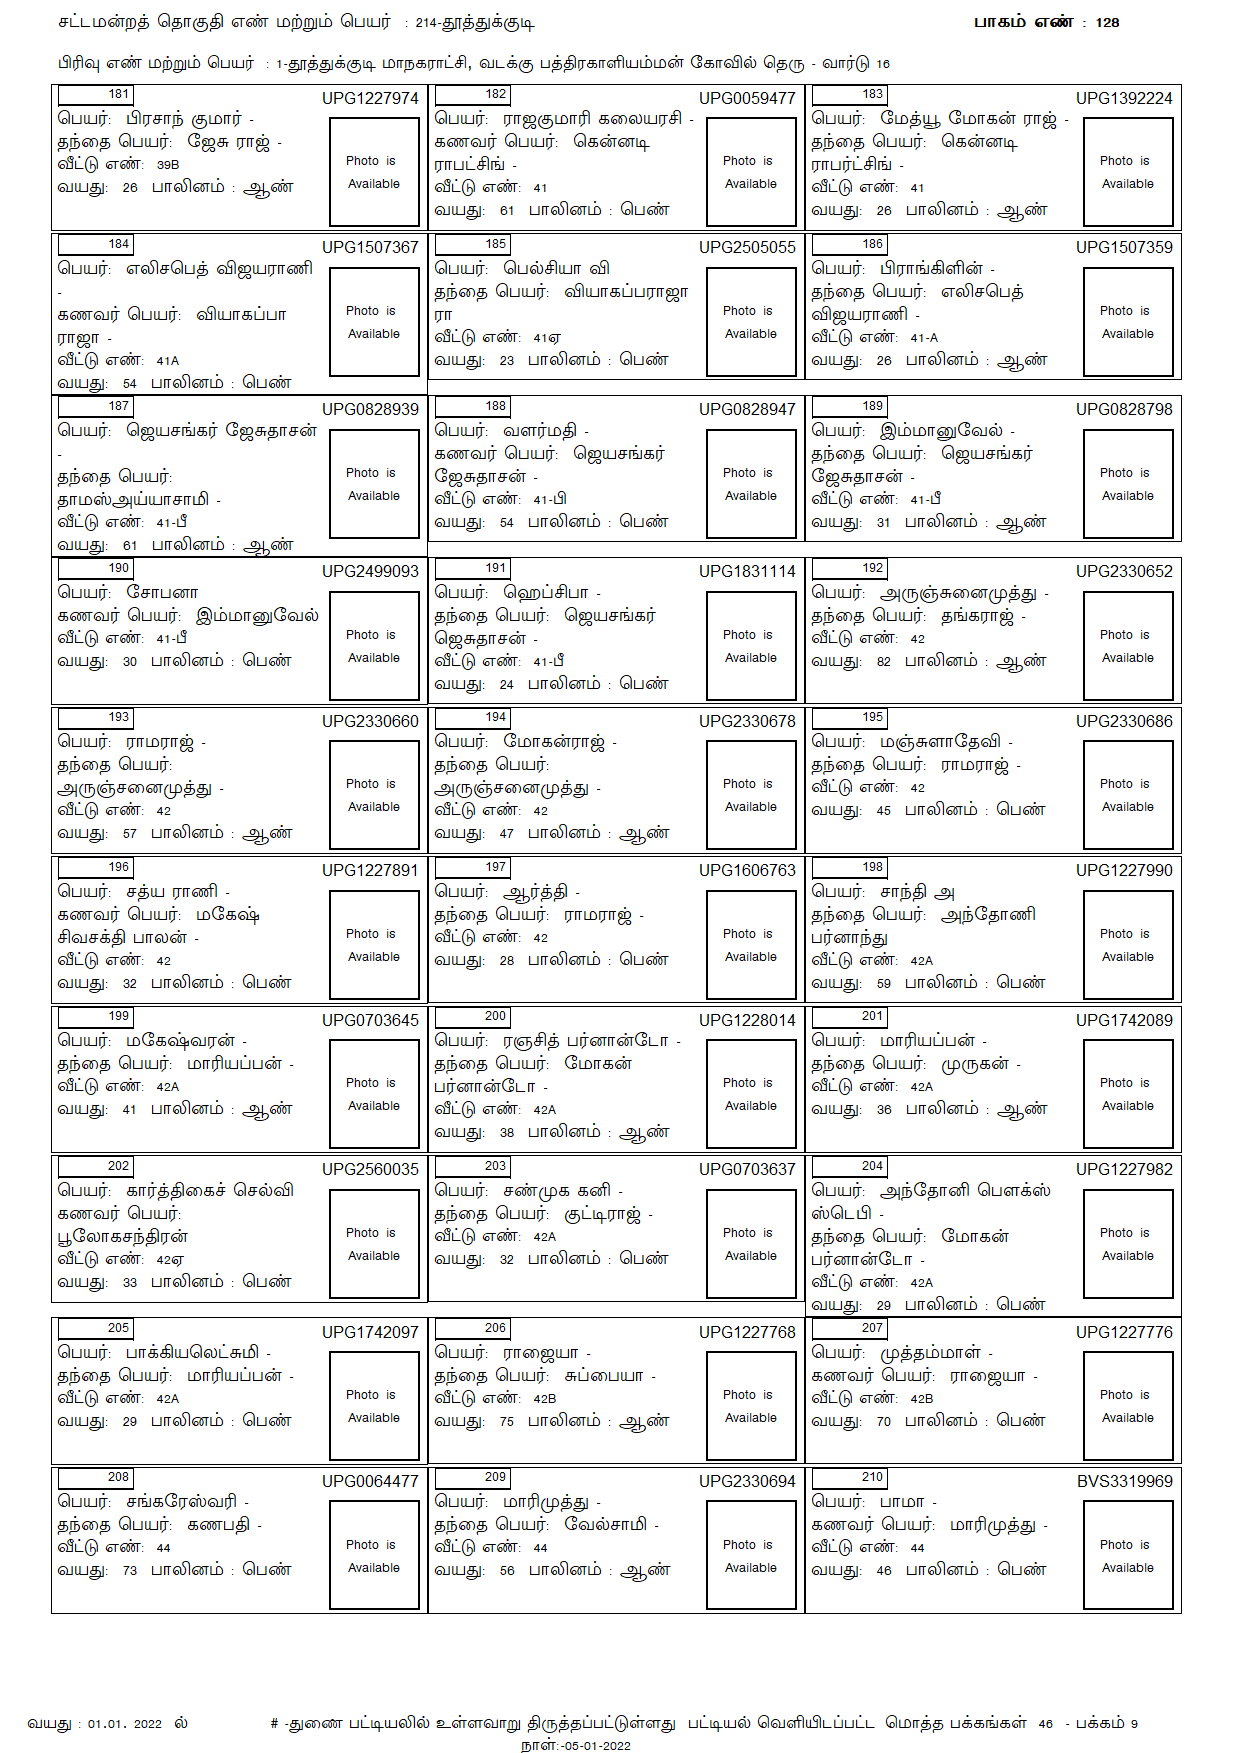 சட்டமன்றத் தொகுதி எண் மற்றும் பெயர் : 214-தூத்துக்குடி பாகம் எண் : 128
பிரிவு எண் மற்றும் பெயர் : 1-தூத்துக்குடி மாநகராட்சி, வடக்கு பத்திரகாளியம்மன் கோவில் தெரு - வார்டு 16
181 UPG1227974
பெயர்: பிரசாந் குமார் -
தந்தை பெயர்: ஜேசு ராஜ் -
வீட்டு எண்: 39B
வயது: 26 பாலினம் : ஆண்
Photo is
Available
182 UPG0059477
பெயர்: ராஜகுமாரி கலையரசி -
கணவர் பெயர்: கென்னடி
ராபட்சிங் -
வீட்டு எண்: 41
வயது: 61 பாலினம் : பெண்
Photo is
Available
183 UPG1392224
பெயர்: மேத்யூ மோகன் ராஜ் -
தந்தை பெயர்: கென்னடி
ராபர்ட்சிங் -
வீட்டு எண்: 41
வயது: 26 பாலினம் : ஆண்
Photo is
Available
184 UPG1507367
பெயர்: எலிசபெத் விஜயராணி
-
கணவர் பெயர்: வியாகப்பா
ராஜா -
வீட்டு எண்: 41A
வயது: 54 பாலினம் : பெண்
Photo is
Available
185 UPG2505055
பெயர்: பெல்சியா வி
தந்தை பெயர்: வியாகப்பராஜா
ரா
வீட்டு எண்: 41ஏ
வயது: 23 பாலினம் : பெண்
Photo is
Available
186 UPG1507359
பெயர்: பிராங்கிளின் -
தந்தை பெயர்: எலிசபெத்
விஜயராணி -
வீட்டு எண்: 41-A
வயது: 26 பாலினம் : ஆண்
Photo is
Available
187 UPG0828939
பெயர்: ஜெயசங்கர் ஜேசுதாசன்
-
தந்தை பெயர்:
தாமஸ்அய்யாசாமி -
வீட்டு எண்: 41-பீ
வயது: 61 பாலினம் : ஆண்
Photo is
Available
188 UPG0828947
பெயர்: வளர்மதி -
கணவர் பெயர்: ஜெயசங்கர்
ஜேசுதாசன் -
வீட்டு எண்: 41-பி
வயது: 54 பாலினம் : பெண்
Photo is
Available
189 UPG0828798
பெயர்: இம்மானுவேல் -
தந்தை பெயர்: ஜெயசங்கர்
ஜேசுதாசன் -
வீட்டு எண்: 41-பீ
வயது: 31 பாலினம் : ஆண்
Photo is
Available
190 UPG2499093
பெயர்: சோபனா
கணவர் பெயர்: இம்மானுவேல்
வீட்டு எண்: 41-பீ
வயது: 30 பாலினம் : பெண்
Photo is
Available
191 UPG1831114
பெயர்: ஹெப்சிபா -
தந்தை பெயர்: ஜெயசங்கர்
ஜெசுதாசன் -
வீட்டு எண்: 41-பீ
வயது: 24 பாலினம் : பெண்
Photo is
Available
192 UPG2330652
பெயர்: அருஞ்சுனைமுத்து -
தந்தை பெயர்: தங்கராஜ் -
வீட்டு எண்: 42
வயது: 82 பாலினம் : ஆண்
Photo is
Available
193 UPG2330660
பெயர்: ராமராஜ் -
தந்தை பெயர்:
அருஞ்சனைமுத்து -
வீட்டு எண்: 42
வயது: 57 பாலினம் : ஆண்
Photo is
Available
194 UPG2330678
பெயர்: மோகன்ராஜ் -
தந்தை பெயர்:
அருஞ்சனைமுத்து -
வீட்டு எண்: 42
வயது: 47 பாலினம் : ஆண்
Photo is
Available
195 UPG2330686
பெயர்: மஞ்சுளாதேவி -
தந்தை பெயர்: ராமராஜ் -
வீட்டு எண்: 42
வயது: 45 பாலினம் : பெண்
Photo is
Available
196 UPG1227891
பெயர்: சத்ய ராணி -
கணவர் பெயர்: மகேஷ்
சிவசக்தி பாலன் -
வீட்டு எண்: 42
வயது: 32 பாலினம் : பெண்
Photo is
Available
197 UPG1606763
பெயர்: ஆர்த்தி -
தந்தை பெயர்: ராமராஜ் -
வீட்டு எண்: 42
வயது: 28 பாலினம் : பெண்
Photo is
Available
198 UPG1227990
பெயர்: சாந்தி அ
தந்தை பெயர்: அந்தோணி
பர்னாந்து
வீட்டு எண்: 42A
வயது: 59 பாலினம் : பெண்
Photo is
Available
199 UPG0703645
பெயர்: மகேஷ்வரன் -
தந்தை பெயர்: மாரியப்பன் -
வீட்டு எண்: 42A
வயது: 41 பாலினம் : ஆண்
Photo is
Available
200 UPG1228014
பெயர்: ரஞசித் பர்னான்டோ -
தந்தை பெயர்: மோகன்
பர்னான்டோ -
வீட்டு எண்: 42A
வயது: 38 பாலினம் : ஆண்
Photo is
Available
201 UPG1742089
பெயர்: மாரியப்பன் -
தந்தை பெயர்: முருகன் -
வீட்டு எண்: 42A
வயது: 36 பாலினம் : ஆண்
Photo is
Available
202 UPG2560035
பெயர்: கார்த்திகைச் செல்வி
கணவர் பெயர்:
பூலோகசந்திரன்
வீட்டு எண்: 42ஏ
வயது: 33 பாலினம் : பெண்
Photo is
Available
203 UPG0703637
பெயர்: சண்முக கனி -
தந்தை பெயர்: குட்டிராஜ் -
வீட்டு எண்: 42A
வயது: 32 பாலினம் : பெண்
Photo is
Available
204 UPG1227982
பெயர்: அந்தோனி பௌக்ஸ்
ஸ்டெபி -
தந்தை பெயர்: மோகன்
பர்னான்டோ -
வீட்டு எண்: 42A
வயது: 29 பாலினம் : பெண்
Photo is
Available
205 UPG1742097
பெயர்: பாக்கியலெட்சுமி -
தந்தை பெயர்: மாரியப்பன் -
வீட்டு எண்: 42A
வயது: 29 பாலினம் : பெண்
Photo is
Available
206 UPG1227768
பெயர்: ராஜையா -
தந்தை பெயர்: சுப்பையா -
வீட்டு எண்: 42B
வயது: 75 பாலினம் : ஆண்
Photo is
Available
207 UPG1227776
பெயர்: முத்தம்மாள் -
கணவர் பெயர்: ராஜையா -
வீட்டு எண்: 42B
வயது: 70 பாலினம் : பெண்
Photo is
Available
208 UPG0064477
பெயர்: சங்கரேஸ்வரி -
தந்தை பெயர்: கணபதி -
வீட்டு எண்: 44
வயது: 73 பாலினம் : பெண்
Photo is
Available
209 UPG2330694
பெயர்: மாரிமுத்து -
தந்தை பெயர்: வேல்சாமி -
வீட்டு எண்: 44
வயது: 56 பாலினம் : ஆண்
Photo is
Available
210 BVS3319969
பெயர்: பாமா -
கணவர் பெயர்: மாரிமுத்து -
வீட்டு எண்: 44
வயது: 46 பாலினம் : பெண்
Photo is
Available
வயது : 01.01. 2022 ல் # -துணை பட்டியலில் உள்ளவாறு திருத்தப்பட்டுள்ளது பட்டியல் வெளியிடப்பட்ட மொத்த பக்கங்கள் 46 - பக்கம் 9
நாள்:-05-01-2022